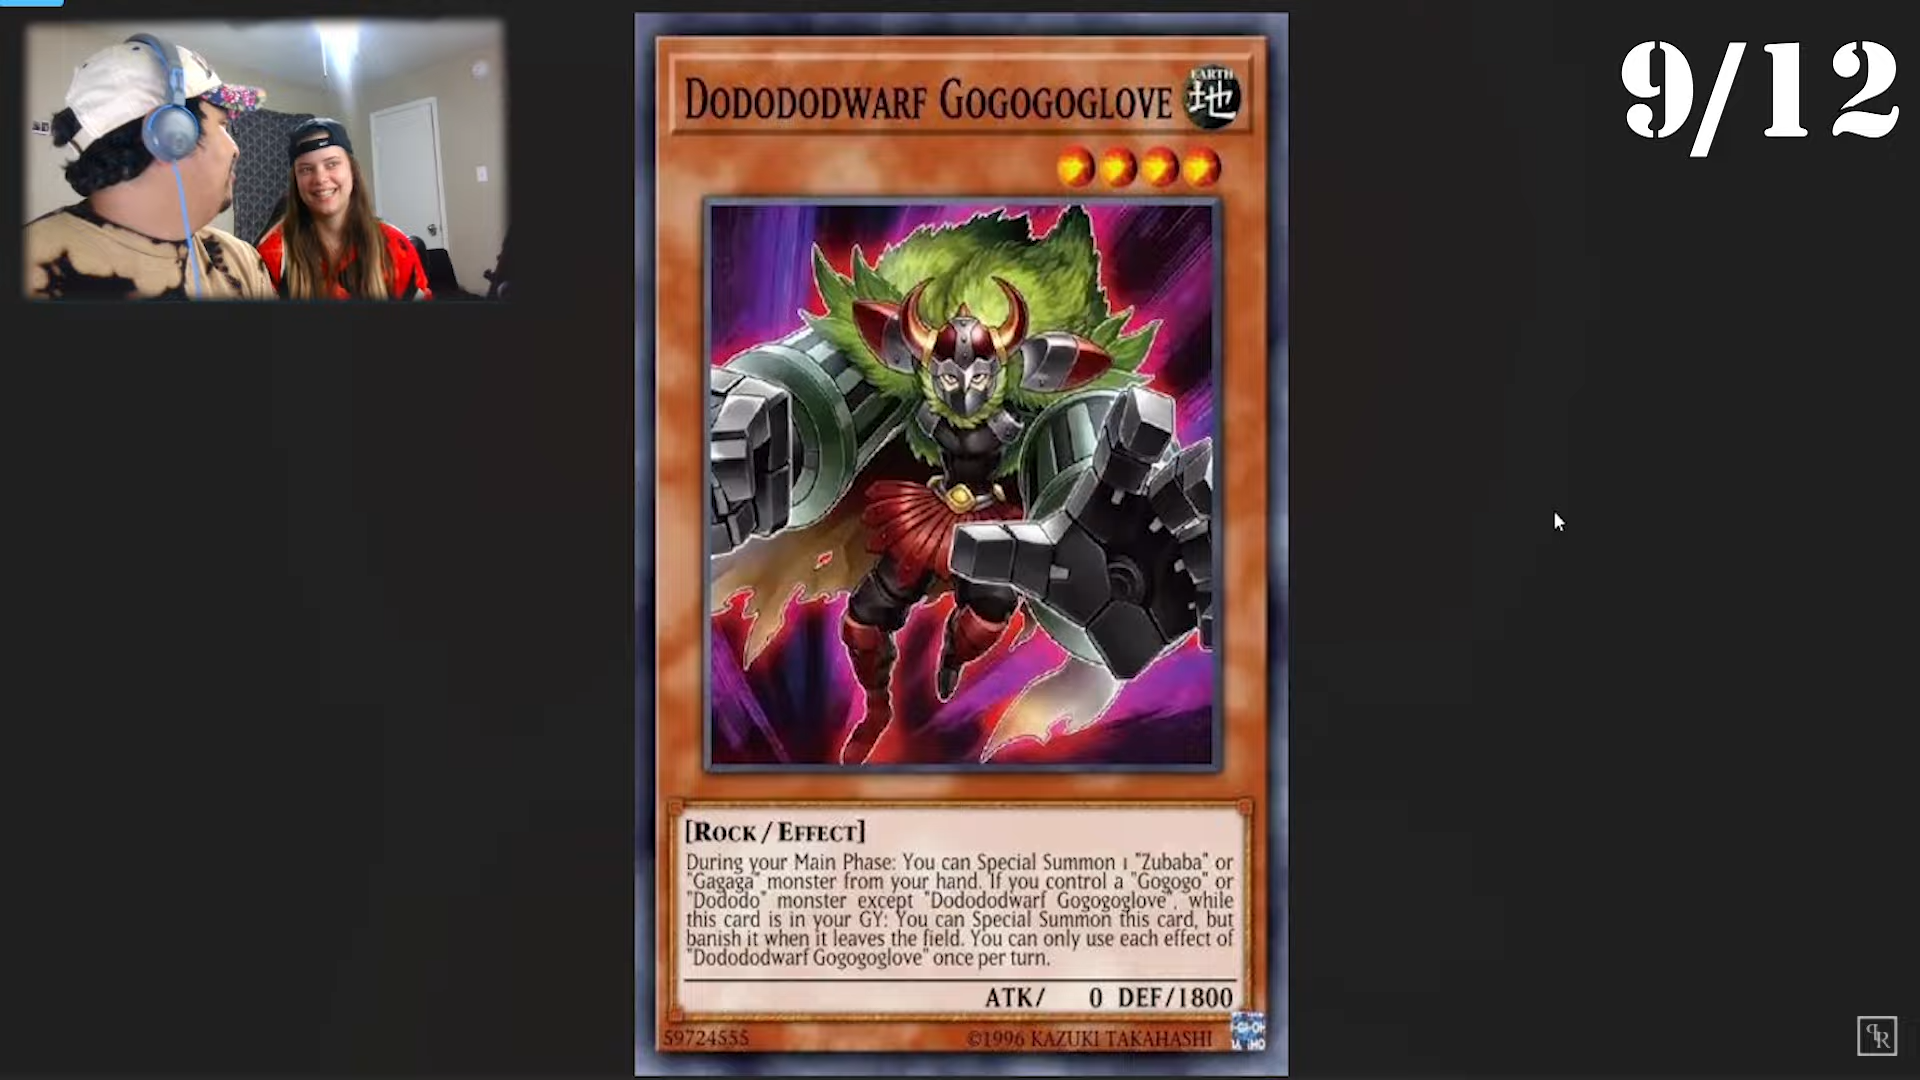 9/12
DODODODWARF GOGOGOGLOVE
EARTH
地
[ROCK/EFFECT]
During your Main Phase: You can Special Summon 1 "Zubaba" or
"Gagaga" monster from your hand. If you control a "Gogogo" or
"Dododo" monster except "Dodododwarf Gogogoglove", while
this card is in your GY: You can Special Summon this card, but
banish it when it leaves the field. You can only use each effect of
"Dodododwarf Gogogoglove" once per turn.
ATK/ 0 DEF/1800
59724555
©1996 KAZUKI TAKAHASHI